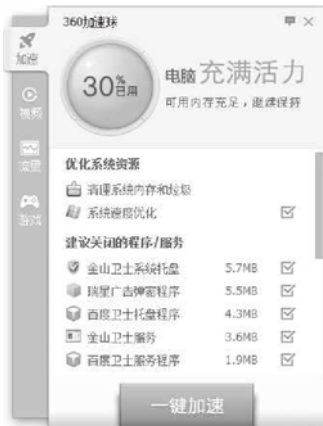 360加速球
加速
视频
流量
游戏
30%已用
电脑充满活力
可用内存充足，继续保持
优化系统资源
清理系统内存和垃圾
系统速度优化
建议关闭的程序/服务
金山卫士系统托盘 5.7MB
瑞星广告弹窗程序 5.5MB
百度卫士托盘程序 4.3MB
金山卫士服务 3.6MB
百度卫士服务程序 1.9MB
一键加速